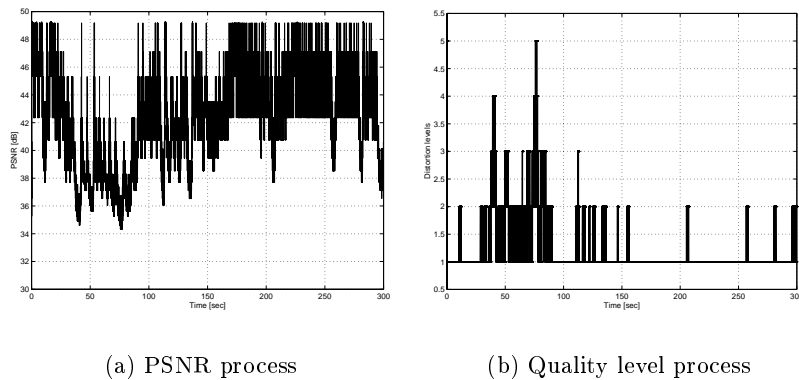 50
48
46
44
42
40
38
36
34
32
30
PSNR [dB]
0 50 100 150 200 250 300
Time [sec]
5.5
5
4.5
4
3.5
3
2.5
2
1.5
1
0.5
Distortion levels
0 50 100 150 200 250 300
Time [sec]
(a) PSNR process
(b) Quality level process